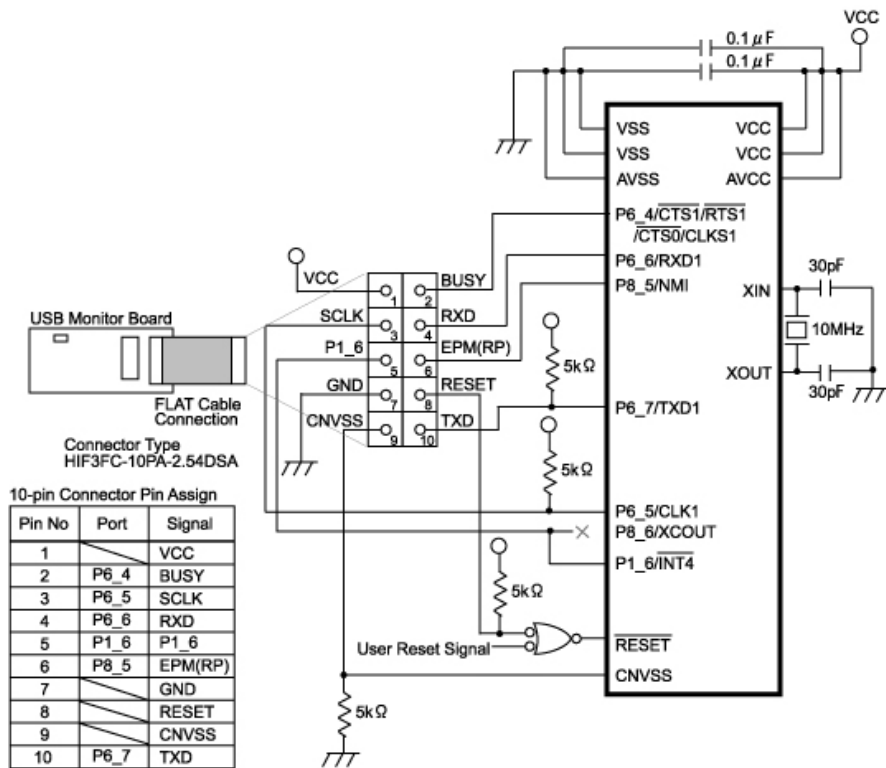 VCC
0.1μF
0.1μF
VSS VCC
VSS VCC
AVSS AVCC
P6_4/CTS1/RTS1
/CTS0/CLKS1
P6_6/RXD1
P8_5/NMI
XIN
30pF
10MHz
XOUT
30pF
P6_7/TXD1
P6_5/CLK1
P8_6/XCOUT
P1_6/INT4
RESET
CNVSS
VCC
BUSY
1 2
SCLK
RXD
3 4
P1_6
EPM(RP)
5 6
GND
RESET
7 8
CNVSS
TXD
9 10
5kΩ
5kΩ
5kΩ
User Reset Signal
5kΩ
USB Monitor Board
FLAT Cable
Connection
Connector Type
HIF3FC-10PA-2.54DSA
10-pin Connector Pin Assign
Pin No Port Signal
1 VCC
2 P6_4 BUSY
3 P6_5 SCLK
4 P6_6 RXD
5 P1_6 P1_6
6 P8_5 EPM(RP)
7 GND
8 RESET
9 CNVSS
10 P6_7 TXD